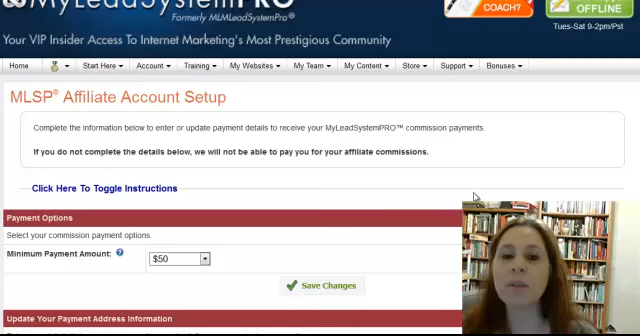 MyLeadSystemPRO
Formerly MLMLeadSystemPro®
COACH?
OFFLINE
Your VIP Insider Access To Internet Marketing's Most Prestigious Community
Tues-Sat 9-2pm/Pst
Home Start Here Account Training My Websites My Team My Content Store Support Bonuses
MLSP® Affiliate Account Setup
Complete the information below to enter or update payment details to receive your MyLeadSystemPRO™ commission payments.
If you do not complete the details below, we will not be able to pay you for your affiliate commissions.
Click Here To Toggle Instructions
Payment Options
Select your commission payment options.
Minimum Payment Amount: ? $50
Save Changes
Update Your Payment Address Information